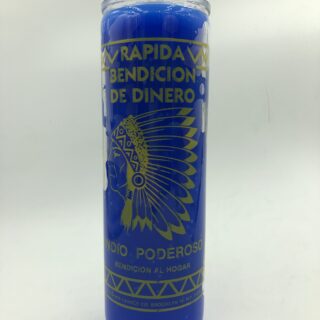 RAPIDA
BENDICION
DE DINERO
INDIO PODEROSO
BENDICION AL HOGAR